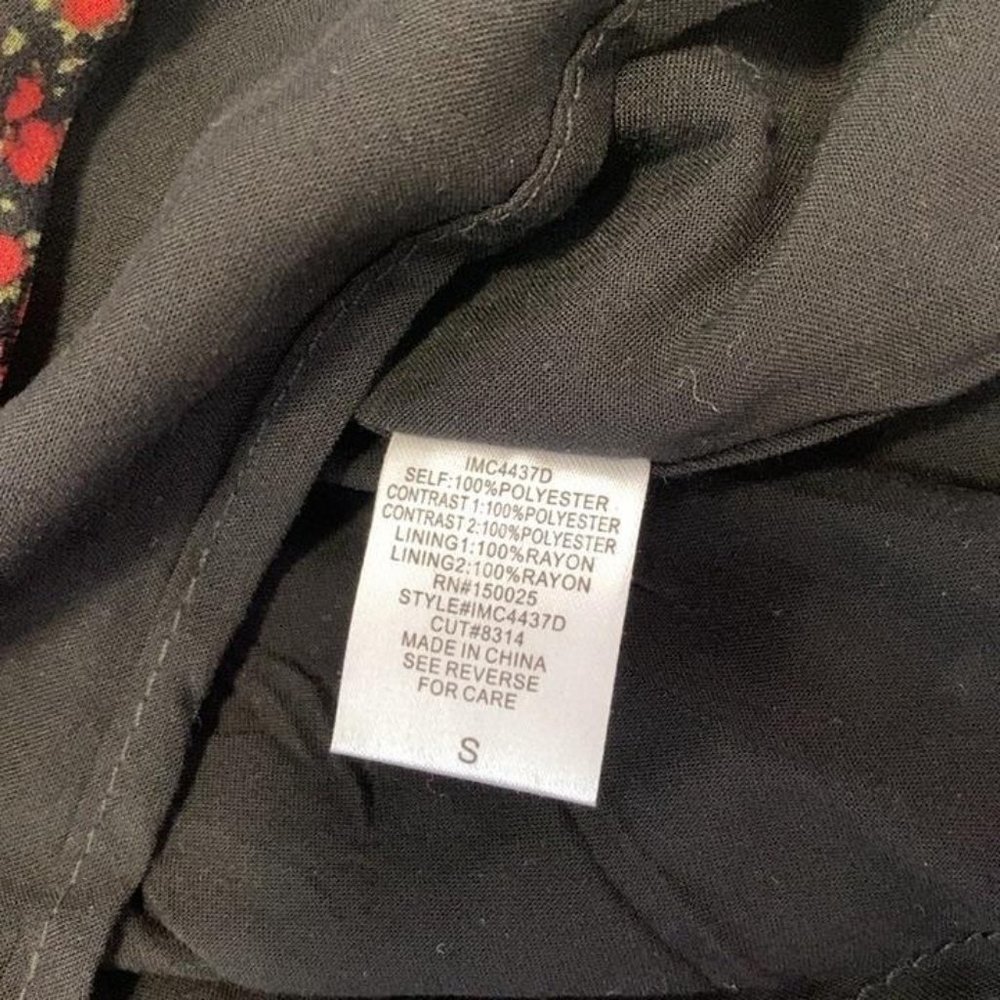 IMC4437D
SELF:100%POLYESTER
CONTRAST 1:100%POLYESTER
CONTRAST 2:100%POLYESTER
LINING1:100%RAYON
LINING2:100%RAYON
RN#150025
STYLE#IMC4437D
CUT#8314
MADE IN CHINA
SEE REVERSE
FOR CARE
S